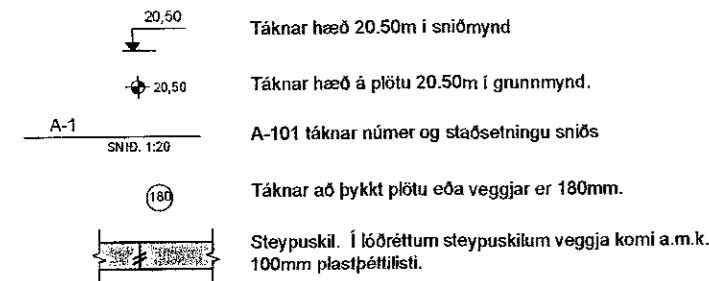 20,50
Táknar hæð 20.50m í sniðmynd
20,50
Táknar hæð á plötu 20.50m í grunnmynd.
A-1
SNIÐ. 1:20
A-101 táknar númer og staðsetningu sniðs
180
Táknar að þykkt plötu eða veggjar er 180mm.
Steypuskil. Í lóðréttum steypuskilum veggja komi a.m.k.
100mm plastþéttilisti.